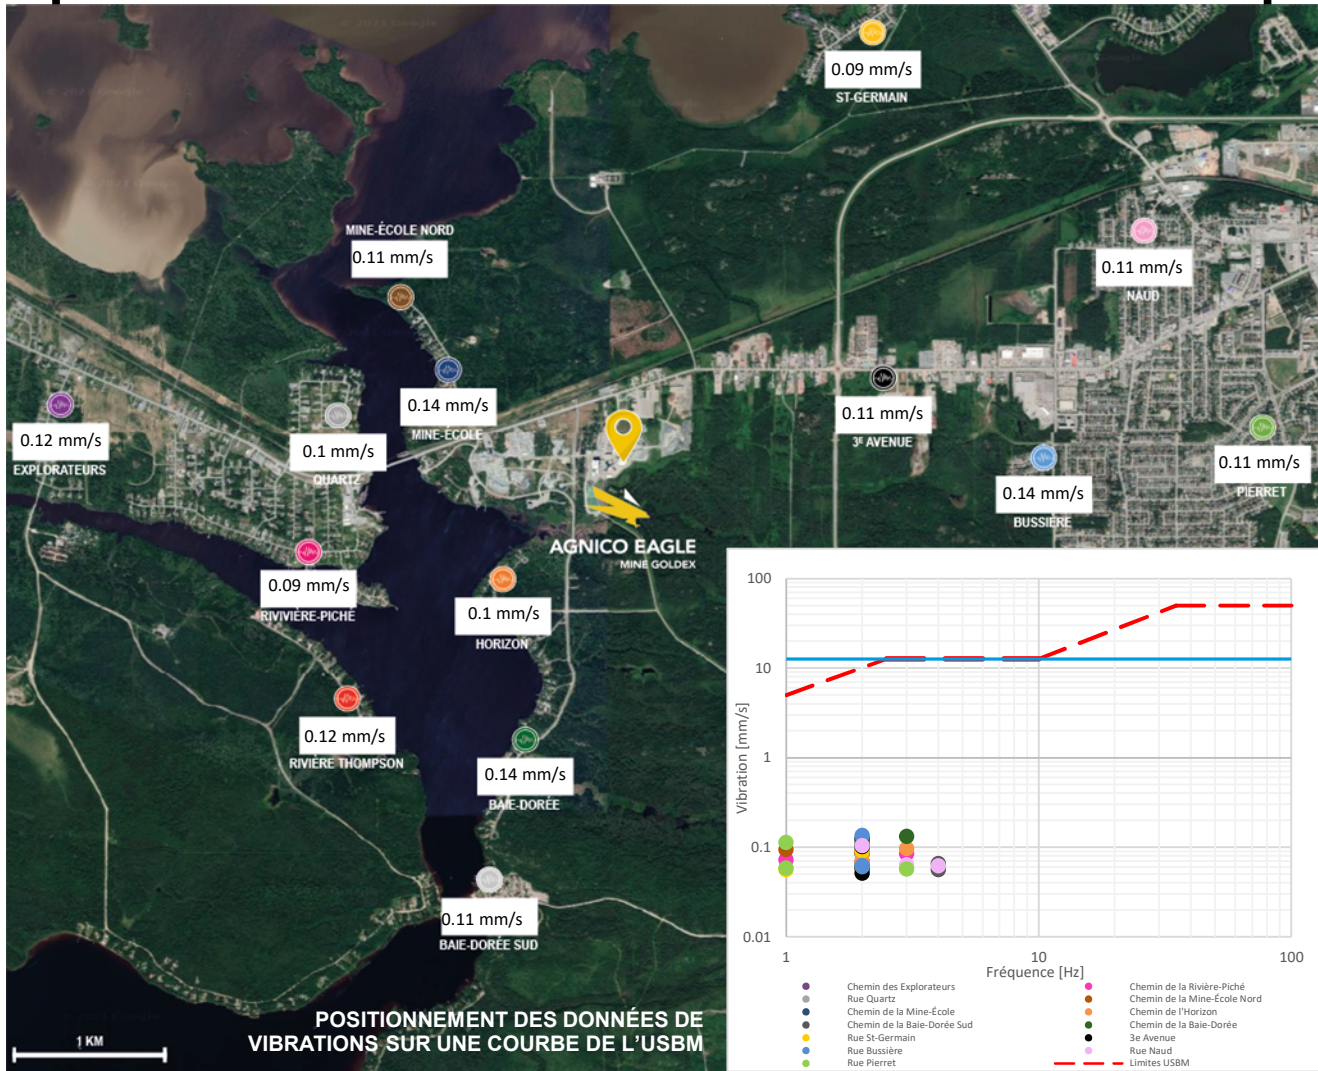 0.09 mm/s
ST-GERMAIN
MINE-ÉCOLE NORD
0.11 mm/s
0.11 mm/s
NAUD
0.14 mm/s
MINE-ÉCOLE
0.12 mm/s
EXPLORATEURS
0.1 mm/s
QUARTZ
0.11 mm/s
3E AVENUE
0.14 mm/s
BUSSIÈRE
0.11 mm/s
PIERRET
AGNICO EAGLE
MINE GOLDEX
0.09 mm/s
RIVIVIÈRE-PICHÉ
0.1 mm/s
HORIZON
0.12 mm/s
RIVIÈRE THOMPSON
0.14 mm/s
BAIE-DORÉE
0.11 mm/s
BAIE-DORÉE SUD
POSITIONNEMENT DES DONNÉES DE
VIBRATIONS SUR UNE COURBE DE L'USBM
1 KM
Vibration [mm/s]
100
10
1
0.1
0.01
1 10 100
Fréquence [Hz]
Chemin des Explorateurs Chemin de la Rivière-Piché
Rue Quartz Chemin de la Mine-École Nord
Chemin de la Mine-École Chemin de l'Horizon
Chemin de la Baie-Dorée Sud Chemin de la Baie-Dorée
Rue St-Germain 3e Avenue
Rue Bussière Rue Naud
Rue Pierret Limites USBM